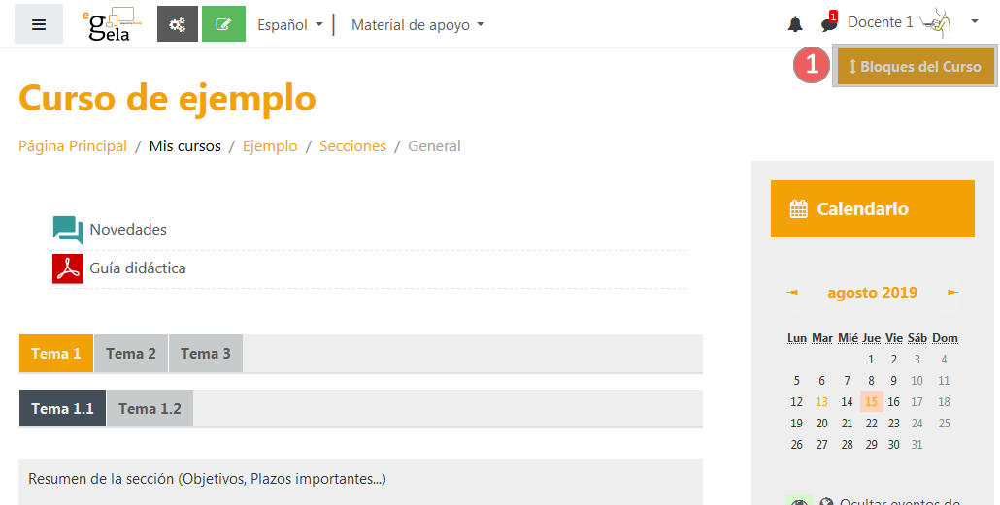 eGela
Español
Material de apoyo
1
Docente 1
1
Bloques del Curso
Curso de ejemplo
Página Principal / Mis cursos / Ejemplo / Secciones / General
Novedades
Guía didáctica
Tema 1 Tema 2 Tema 3
Tema 1.1 Tema 1.2
Resumen de la sección (Objetivos, Plazos importantes...)
Calendario
◄ agosto 2019 ►
Lun Mar Mié Jue Vie Sáb Dom
1 2 3 4
5 6 7 8 9 10 11
12 13 14 15 16 17 18
19 20 21 22 23 24 25
26 27 28 29 30 31
Ocultar eventos de